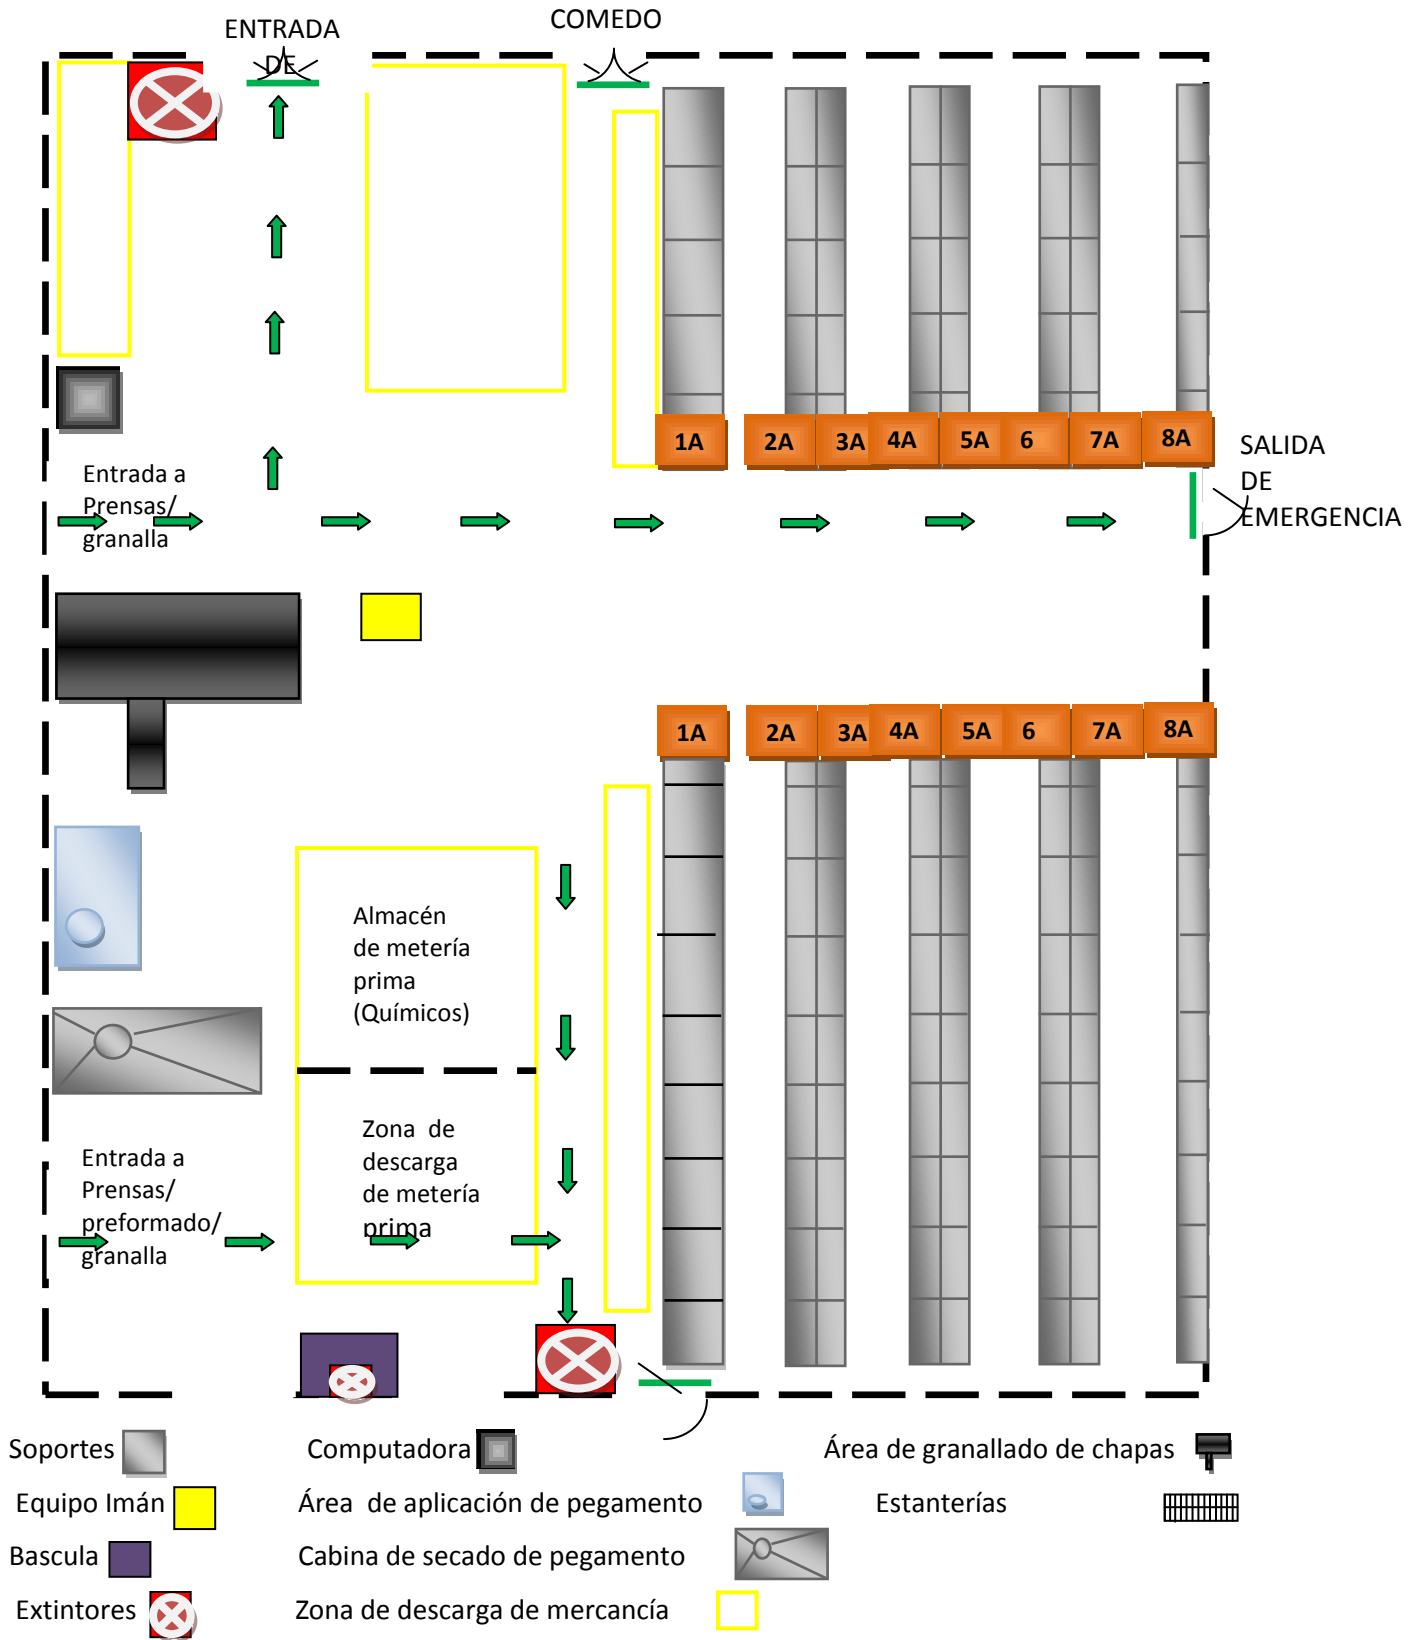 ENTRADA
DE
COMEDO
1A 2A 3A 4A 5A 6 7A 8A
SALIDA
DE
EMERGENCIA
Entrada a
Prensas/
granalla
1A 2A 3A 4A 5A 6 7A 8A
Almacén
de metería
prima
(Químicos)
Zona de
descarga
de metería
prima
Entrada a
Prensas/
preformado/
granalla
Soportes
Computadora
Área de granallado de chapas
Equipo Imán
Área de aplicación de pegamento
Estanterías
Bascula
Cabina de secado de pegamento
Extintores
Zona de descarga de mercancía